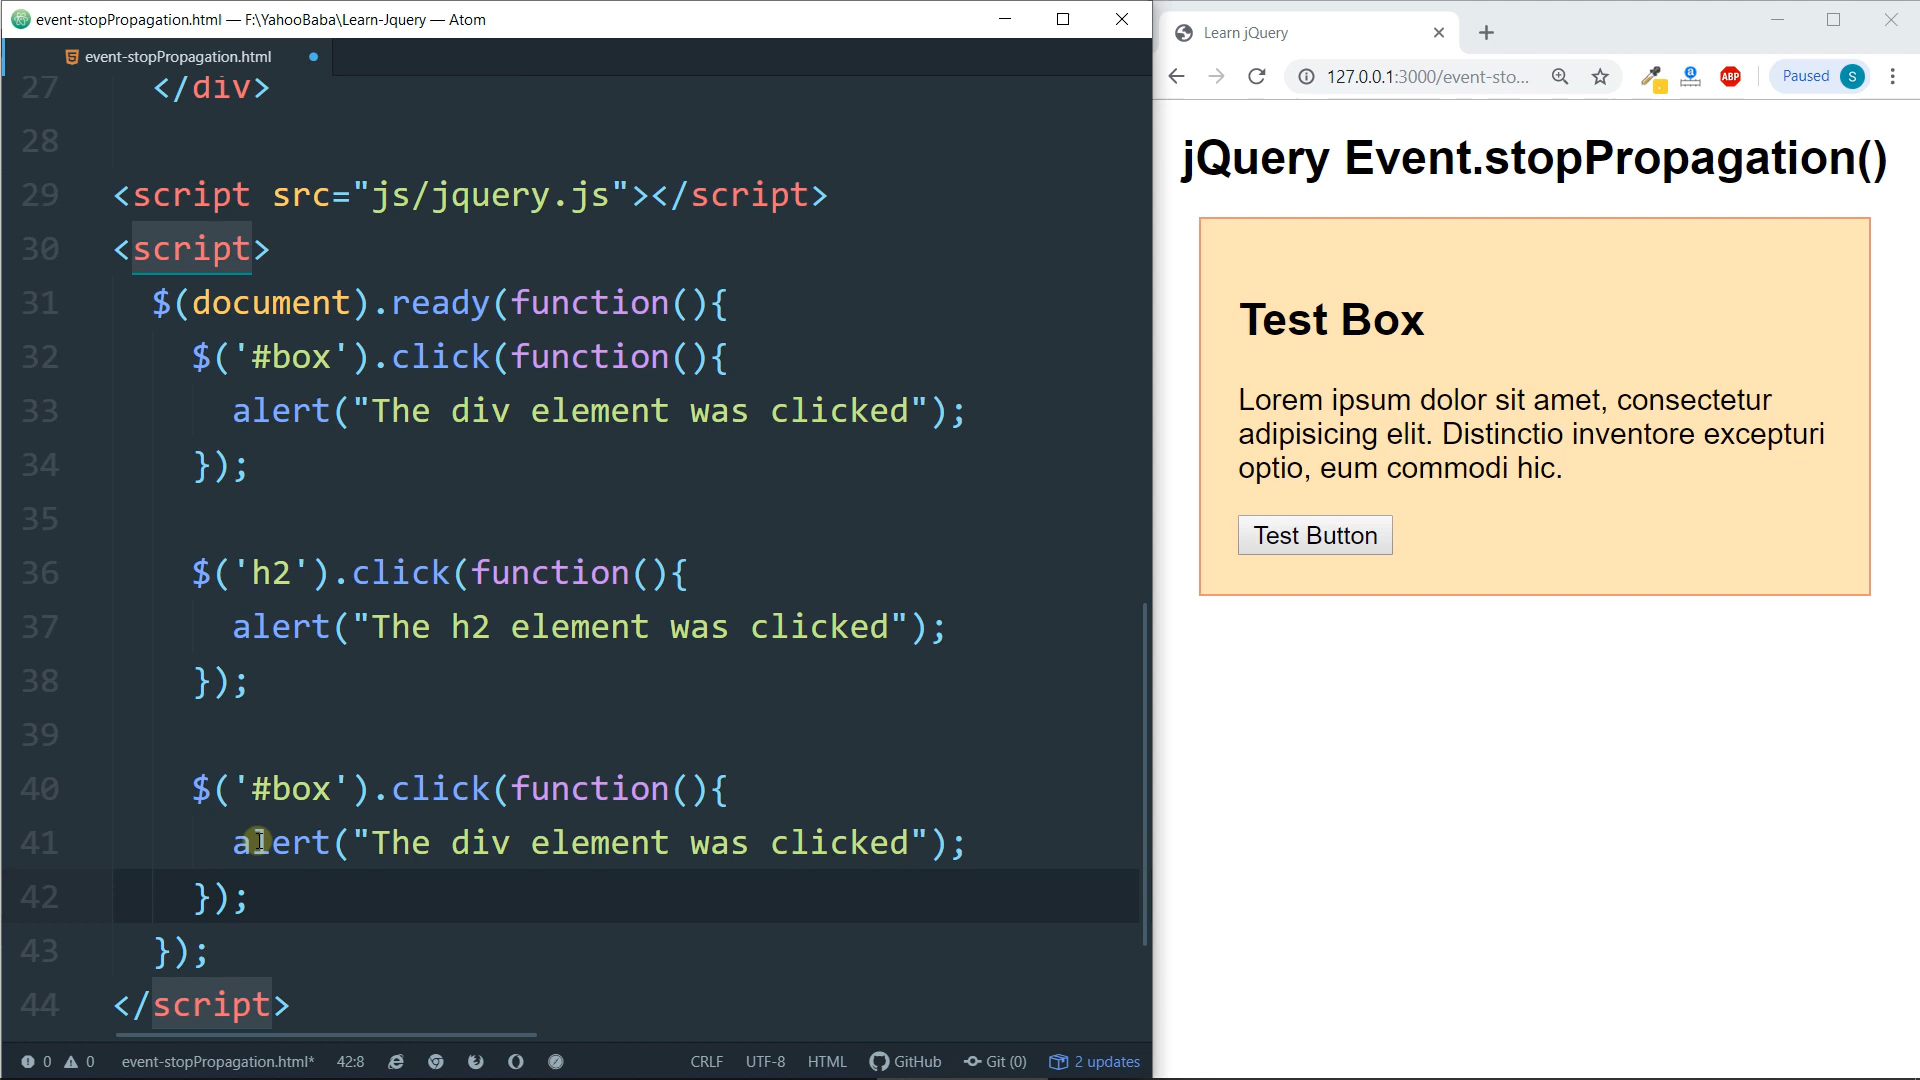 event-stopPropagation.html — F:\YahooBaba\Learn-Jquery — Atom
event-stopPropagation.html
27 </div>
28
29 <script src="js/jquery.js"></script>
30 <script>
31 $(document).ready(function(){
32 $('#box').click(function(){
33 alert("The div element was clicked");
34 });
35
36 $('h2').click(function(){
37 alert("The h2 element was clicked");
38 });
39
40 $('#box').click(function(){
41 alert("The div element was clicked");
42 });
43 });
44 </script>
0 0 event-stopPropagation.html* 42:8 CRLF UTF-8 HTML GitHub Git (0) 2 updates
Learn jQuery
127.0.0.1:3000/event-sto... a ABP Paused S
jQuery Event.stopPropagation()
Test Box
Lorem ipsum dolor sit amet, consectetur
adipisicing elit. Distinctio inventore excepturi
optio, eum commodi hic.
Test Button